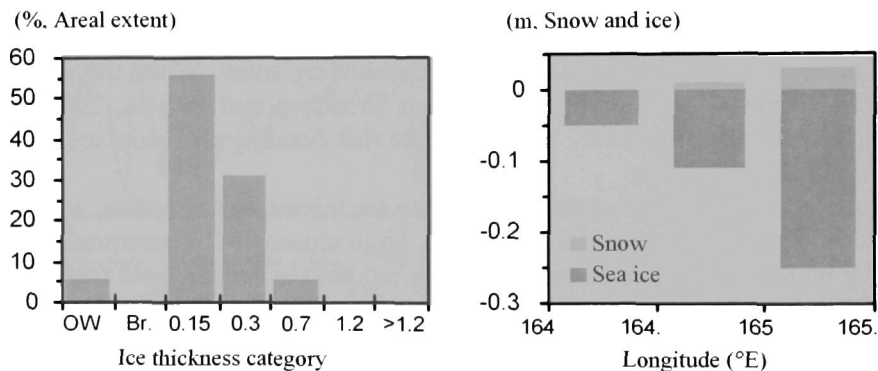 (%, Areal extent)
60
50
40
30
20
10
0
OW Br. 0.15 0.3 0.7 1.2 >1.2
Ice thickness category
(m, Snow and ice)
0
-0.1
-0.2
-0.3
Snow
Sea ice
164 164. 165 165.
Longitude (°E)